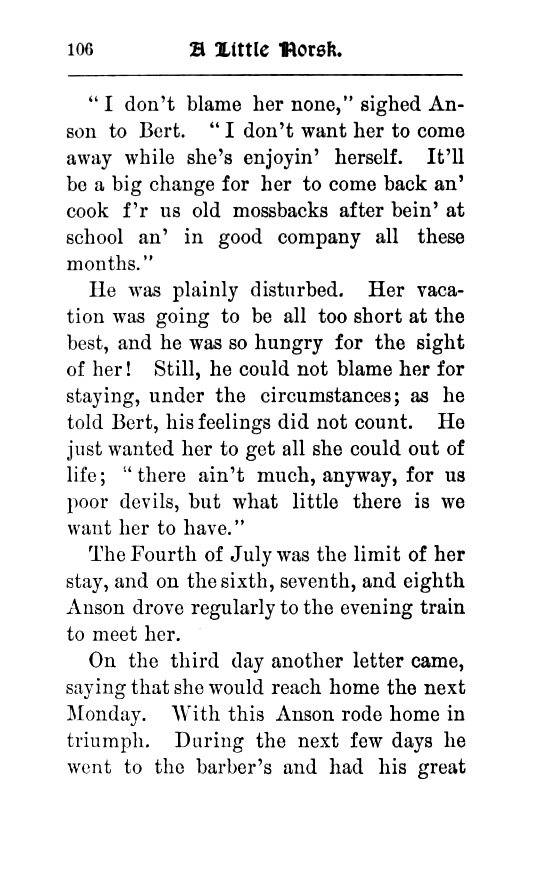 106 A Little Norsk.
“I don’t blame her none,” sighed An-
son to Bert. “I don’t want her to come
away while she’s enjoyin’ herself. It’ll
be a big change for her to come back an’
cook f’r us old mossbacks after bein’ at
school an’ in good company all these
months.”
He was plainly disturbed. Her vaca-
tion was going to be all too short at the
best, and he was so hungry for the sight
of her! Still, he could not blame her for
staying, under the circumstances; as he
told Bert, his feelings did not count. He
just wanted her to get all she could out of
life; “there ain’t much, anyway, for us
poor devils, but what little there is we
want her to have.”
The Fourth of July was the limit of her
stay, and on the sixth, seventh, and eighth
Anson drove regularly to the evening train
to meet her.
On the third day another letter came,
saying that she would reach home the next
Monday. With this Anson rode home in
triumph. During the next few days he
went to the barber’s and had his great